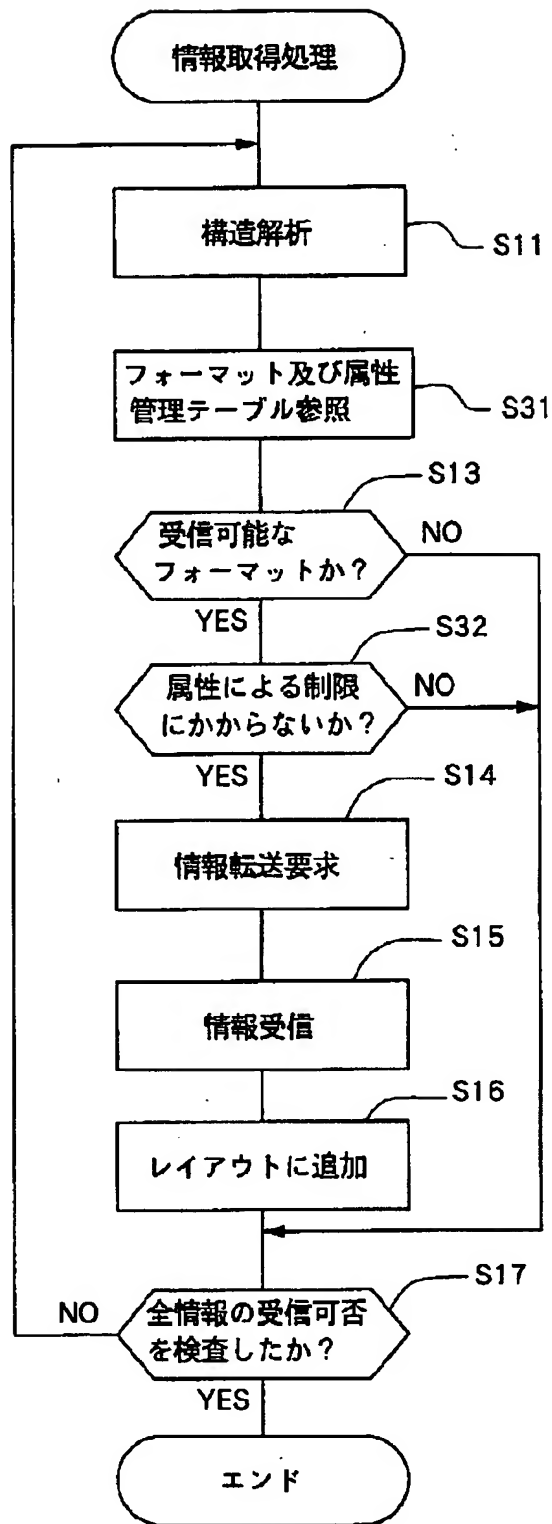 情報取得処理
構造解析
S11
フォーマット及び属性
管理テーブル参照
S31
S13
受信可能な
フォーマットか?
NO
YES
S32
属性による制限
にかからないか?
NO
YES
S14
情報転送要求
S15
情報受信
S16
レイアウトに追加
S17
NO
全情報の受信可否
を検査したか?
YES
エンド